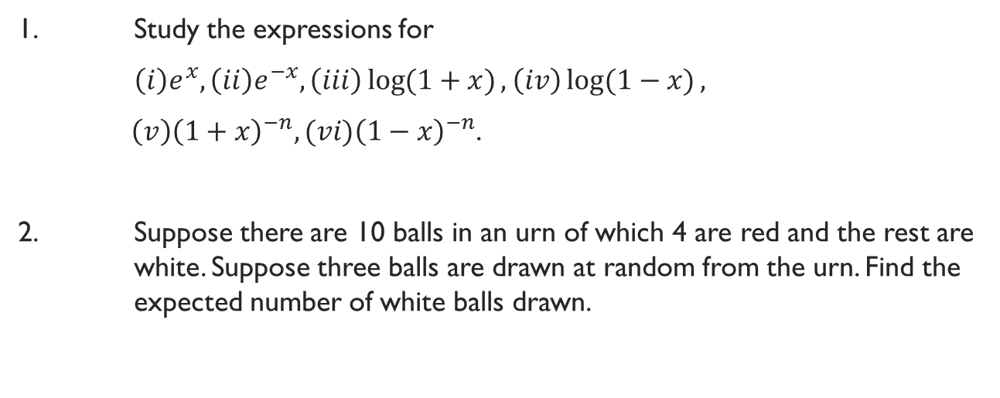 1. Study the expressions for
(i)eˣ, (ii)e⁻ˣ, (iii) log(1 + x) , (iv) log(1 − x) ,
(v)(1 + x)⁻ⁿ, (vi)(1 − x)⁻ⁿ.
2. Suppose there are 10 balls in an urn of which 4 are red and the rest are
white. Suppose three balls are drawn at random from the urn. Find the
expected number of white balls drawn.